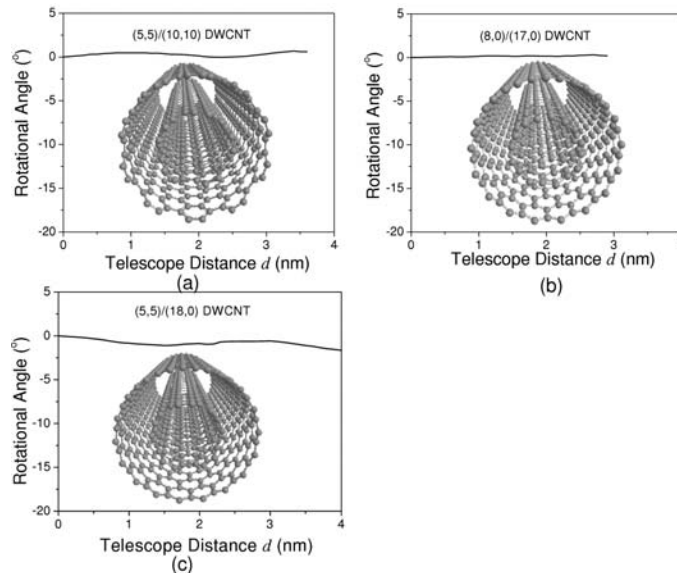 5
0
-5
-10
-15
-20
0 1 2 3 4
Rotational Angle (°)
(5,5)/(10,10) DWCNT
Telescope Distance d (nm)
(a)
5
0
-5
-10
-15
-20
0 1 2 3
Rotational Angle (°)
(8,0)/(17,0) DWCNT
Telescope Distance d (nm)
(b)
5
0
-5
-10
-15
-20
0 1 2 3 4
Rotational Angle (°)
(5,5)/(18,0) DWCNT
Telescope Distance d (nm)
(c)